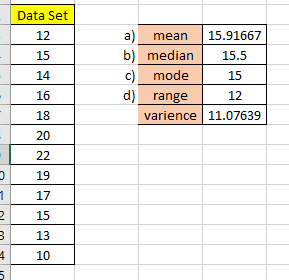 Data Set
12 a) mean 15.91667
15 b) median 15.5
14 c) mode 15
16 d) range 12
18 varience 11.07639
20
22
19
17
15
13
10